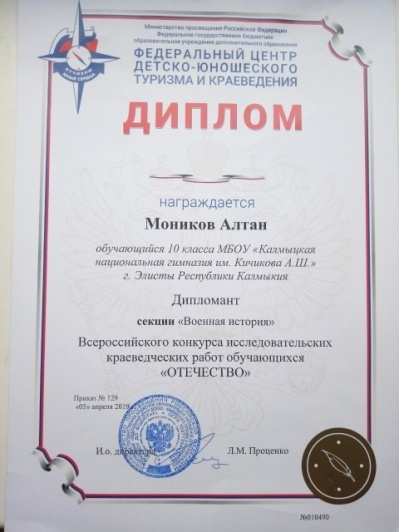 Министерство просвещения Российской Федерации
Федеральное государственное бюджетное
образовательное учреждение дополнительного образования
ФЕДЕРАЛЬНЫЙ ЦЕНТР
ДЕТСКО-ЮНОШЕСКОГО
ТУРИЗМА И КРАЕВЕДЕНИЯ
ДИПЛОМ
награждается
Моников Алтан
обучающийся 10 класса МБОУ «Калмыцкая
национальная гимназия им. Кичикова А.Ш.»
г. Элисты Республики Калмыкия
Дипломант
секции «Военная история»
Всероссийского конкурса исследовательских
краеведческих работ обучающихся
«ОТЕЧЕСТВО»
Приказ № 129
«05» апреля 2019
И.о. директора Л.М. Проценко
№010490